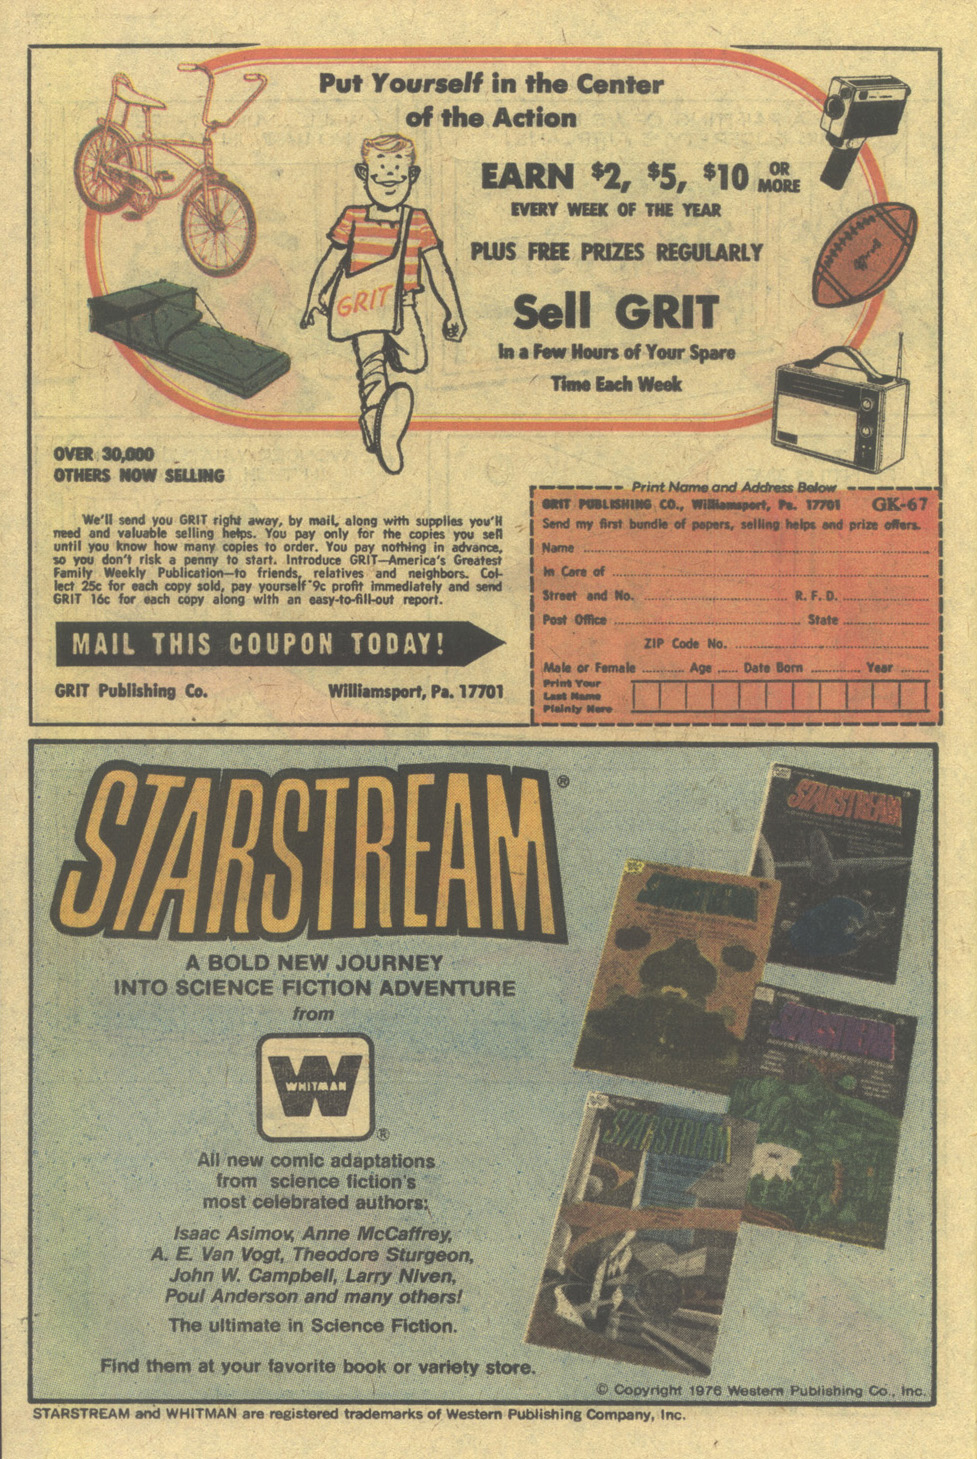 Put Yourself in the Center
of the Action
EARN $2, $5, $10 OR MORE
EVERY WEEK OF THE YEAR
PLUS FREE PRIZES REGULARLY
Sell GRIT
In a Few Hours of Your Spare
Time Each Week
GRIT
OVER 30,000
OTHERS NOW SELLING
We'll send you GRIT right away, by mail, along with supplies you'll
need and valuable selling helps. You pay only for the copies you sell
until you know how many copies to order. You pay nothing in advance,
so you don't risk a penny to start. Introduce GRIT—America's Greatest
Family Weekly Publication—to friends, relatives and neighbors. Col-
lect 25c for each copy sold, pay yourself 9c profit immediately and send
GRIT 16c for each copy along with an easy-to-fill-out report.
MAIL THIS COUPON TODAY!
GRIT Publishing Co. Williamsport, Pa. 17701
Print Name and Address Below
GRIT PUBLISHING CO., Williamsport, Pa. 17701 GK-67
Send my first bundle of papers, selling helps and prize offers.
Name
In Care of
Street and No. R. F. D.
Post Office State
ZIP Code No.
Male or Female Age Date Born Year
Print Your
Last Name
Plainly Here
STARSTREAM®
A BOLD NEW JOURNEY
INTO SCIENCE FICTION ADVENTURE
from
WHITMAN
®
All new comic adaptations
from science fiction's
most celebrated authors:
Isaac Asimov, Anne McCaffrey,
A. E. Van Vogt, Theodore Sturgeon,
John W. Campbell, Larry Niven,
Poul Anderson and many others!
The ultimate in Science Fiction.
Find them at your favorite book or variety store.
STARSTREAM
STARSTREAM
STARSTREAM
STARSTREAM
© Copyright 1976 Western Publishing Co., Inc.
STARSTREAM and WHITMAN are registered trademarks of Western Publishing Company, Inc.